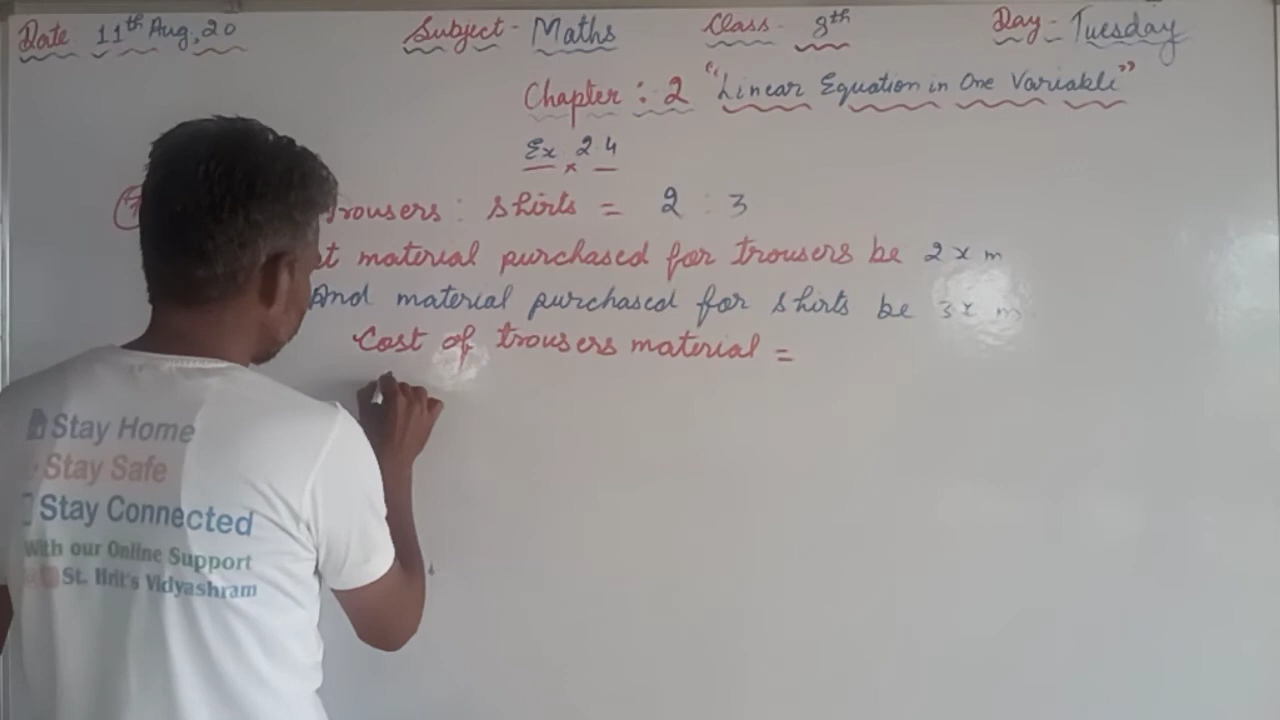 Date 11th Aug, 20 Subject - Maths Class 8th Day - Tuesday
Chapter : 2 "Linear Equation in One Variable"
Ex 2.4
rousers : shirts = 2 : 3
t material purchased for trousers be 2x m
And material purchased for shirts be 3x m
Cost of trousers material =
Stay Home
Stay Safe
Stay Connected
With our Online Support
St. Hrit's Vidyashram